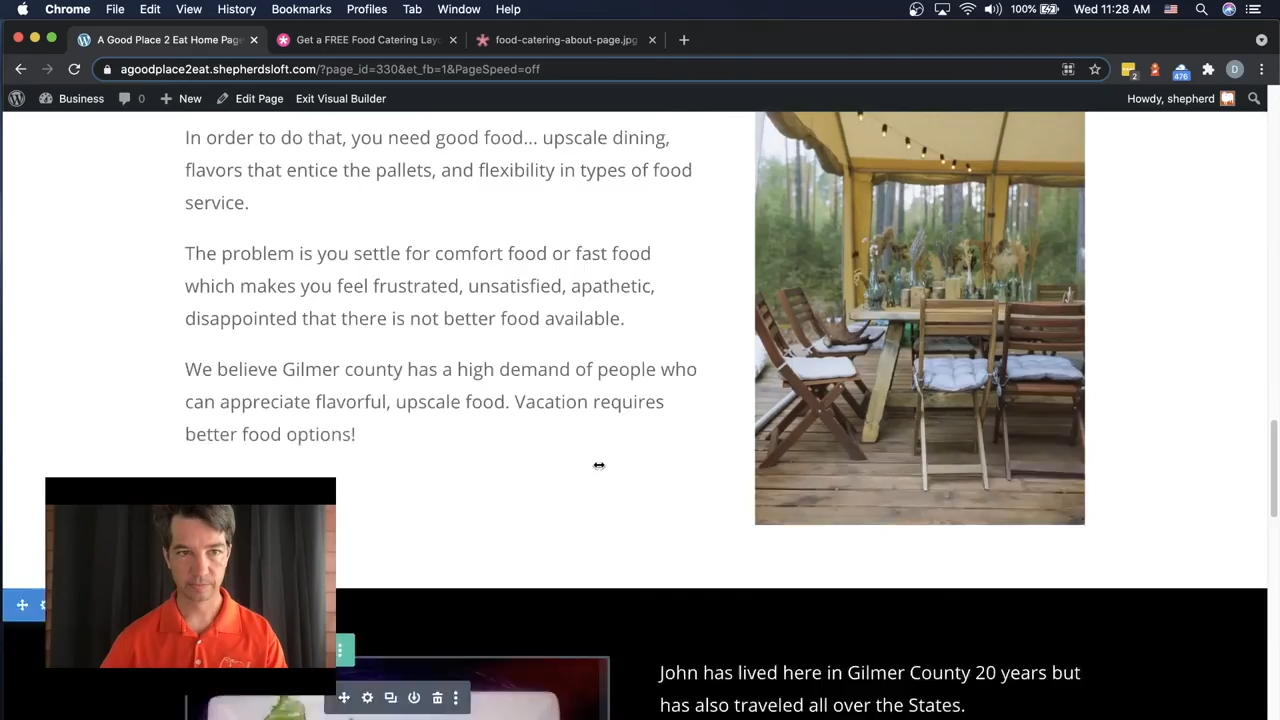 Chrome File Edit View History Bookmarks Profiles Tab Window Help 100% Wed 11:28 AM
A Good Place 2 Eat Home Page Get a FREE Food Catering Layo food-catering-about-page.jpg
agoodplace2eat.shepherdsloft.com/?page_id=330&et_fb=1&PageSpeed=off 2 476 D
Business 0 New Edit Page Exit Visual Builder Howdy, shepherd
In order to do that, you need good food... upscale dining,
flavors that entice the pallets, and flexibility in types of food
service.
The problem is you settle for comfort food or fast food
which makes you feel frustrated, unsatisfied, apathetic,
disappointed that there is not better food available.
We believe Gilmer county has a high demand of people who
can appreciate flavorful, upscale food. Vacation requires
better food options!
John has lived here in Gilmer County 20 years but
has also traveled all over the States.